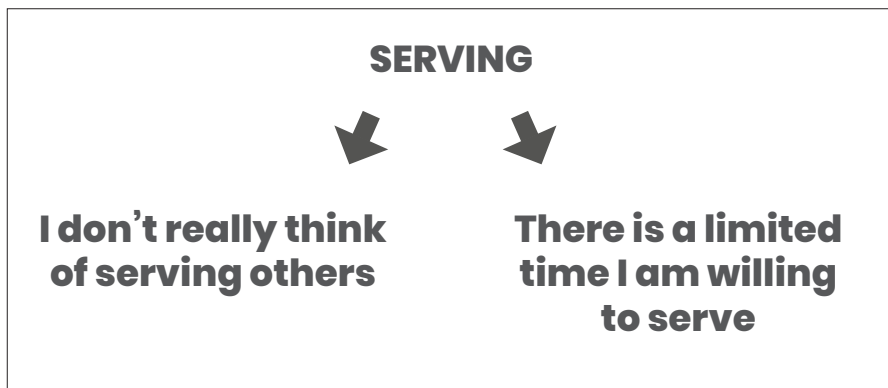 SERVING
I don’t really think
of serving others
There is a limited
time I am willing
to serve